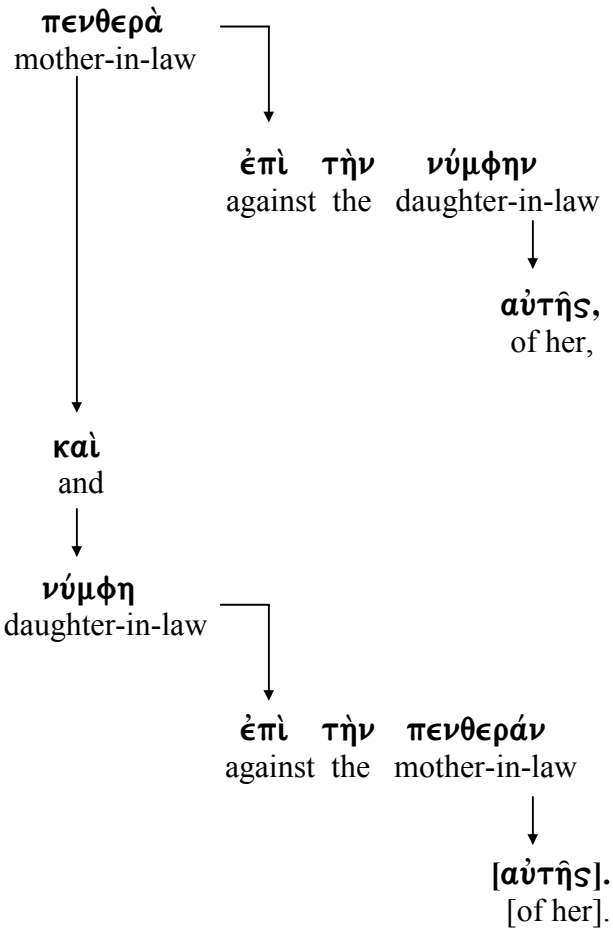 πενθερὰ
mother-in-law
ἐπὶ τὴν νύμφην
against the daughter-in-law
αὐτῆς,
of her,
καὶ
and
νύμφη
daughter-in-law
ἐπὶ τὴν πενθεράν
against the mother-in-law
[αὐτῆς].
[of her].